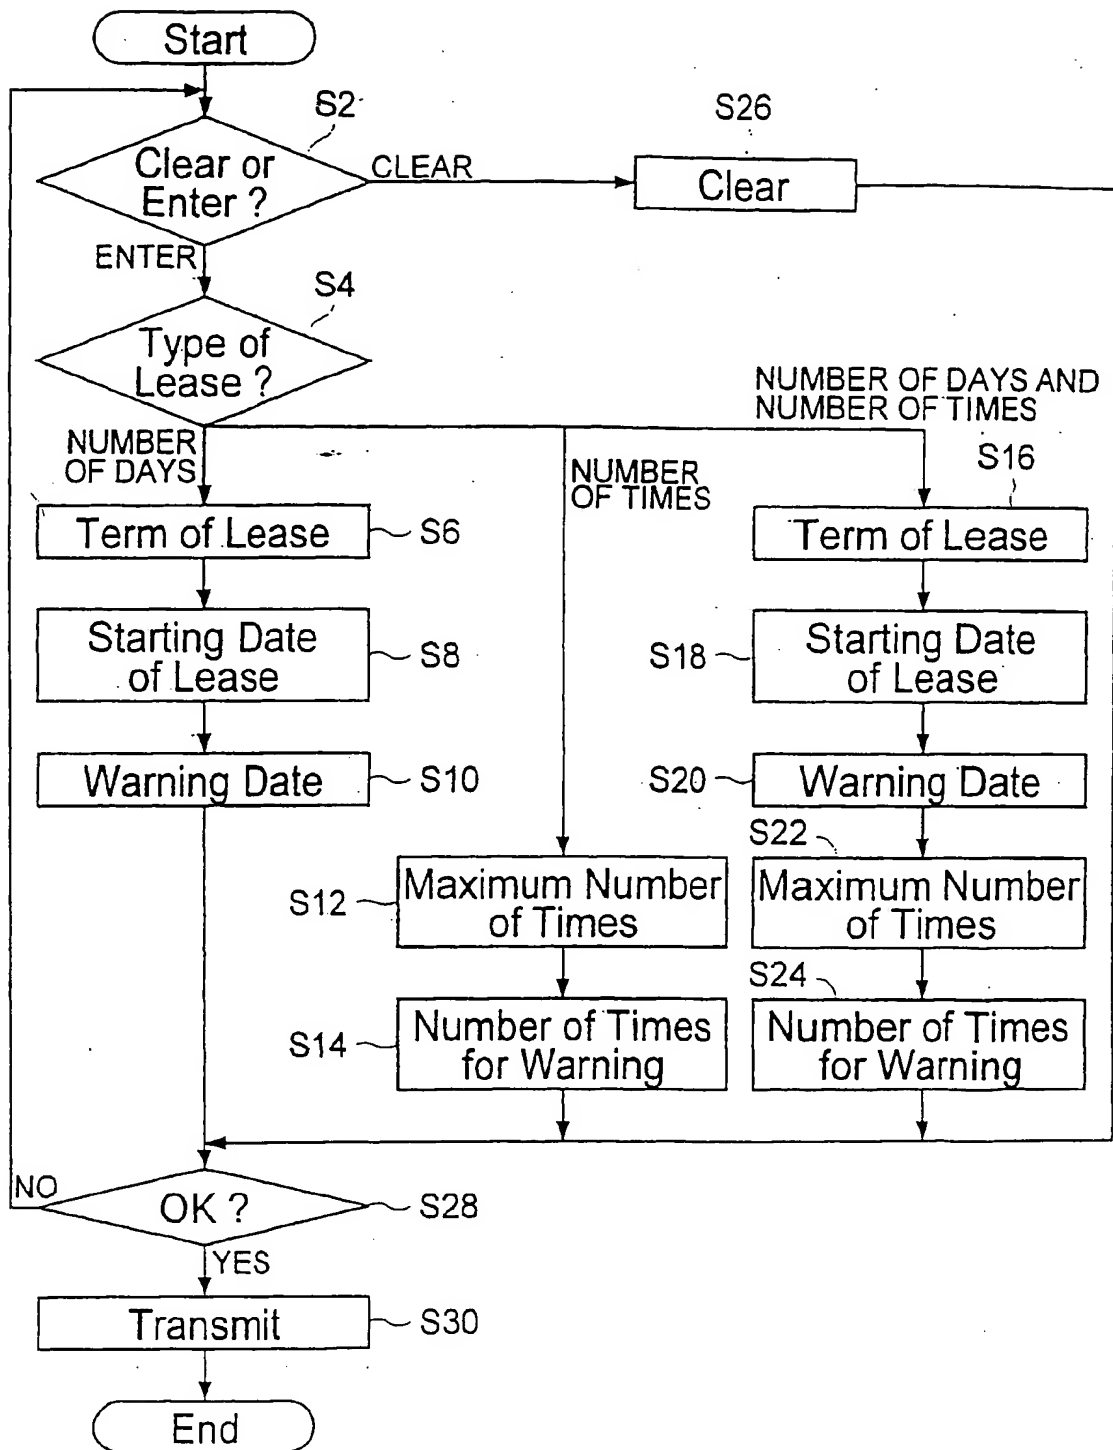 Start
S2
S26
Clear or
Enter ?
CLEAR
Clear
ENTER
S4
Type of
Lease ?
NUMBER OF DAYS AND
NUMBER OF TIMES
NUMBER
OF DAYS
NUMBER
OF TIMES
S16
Term of Lease
S6
Term of Lease
Starting Date
of Lease
S8
S18
Starting Date
of Lease
Warning Date
S10
S20
Warning Date
S22
S12
Maximum Number
of Times
Maximum Number
of Times
S24
S14
Number of Times
for Warning
Number of Times
for Warning
NO
OK ?
S28
YES
Transmit
S30
End